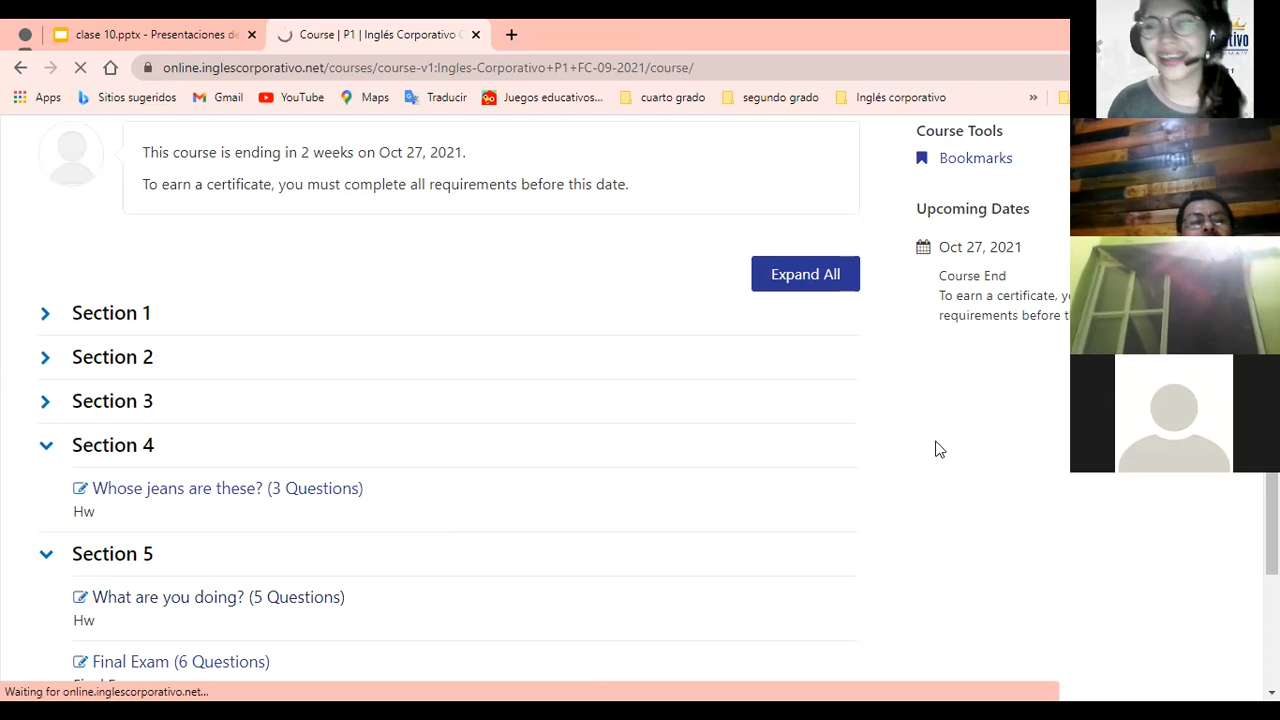 clase 10.pptx - Presentaciones de
Course | P1 | Inglés Corporativo C
online.inglescorporativo.net/courses/course-v1:Ingles-Corporativo+P1+FC-09-2021/course/
Apps
Sitios sugeridos
Gmail
YouTube
Maps
Traducir
Juegos educativos...
cuarto grado
segundo grado
Inglés corporativo
This course is ending in 2 weeks on Oct 27, 2021.
To earn a certificate, you must complete all requirements before this date.
Course Tools
Bookmarks
Upcoming Dates
Oct 27, 2021
Course End
To earn a certificate, y
requirements before t
Expand All
Section 1
Section 2
Section 3
Section 4
Whose jeans are these? (3 Questions)
Hw
Section 5
What are you doing? (5 Questions)
Hw
Final Exam (6 Questions)
Waiting for online.inglescorporativo.net...